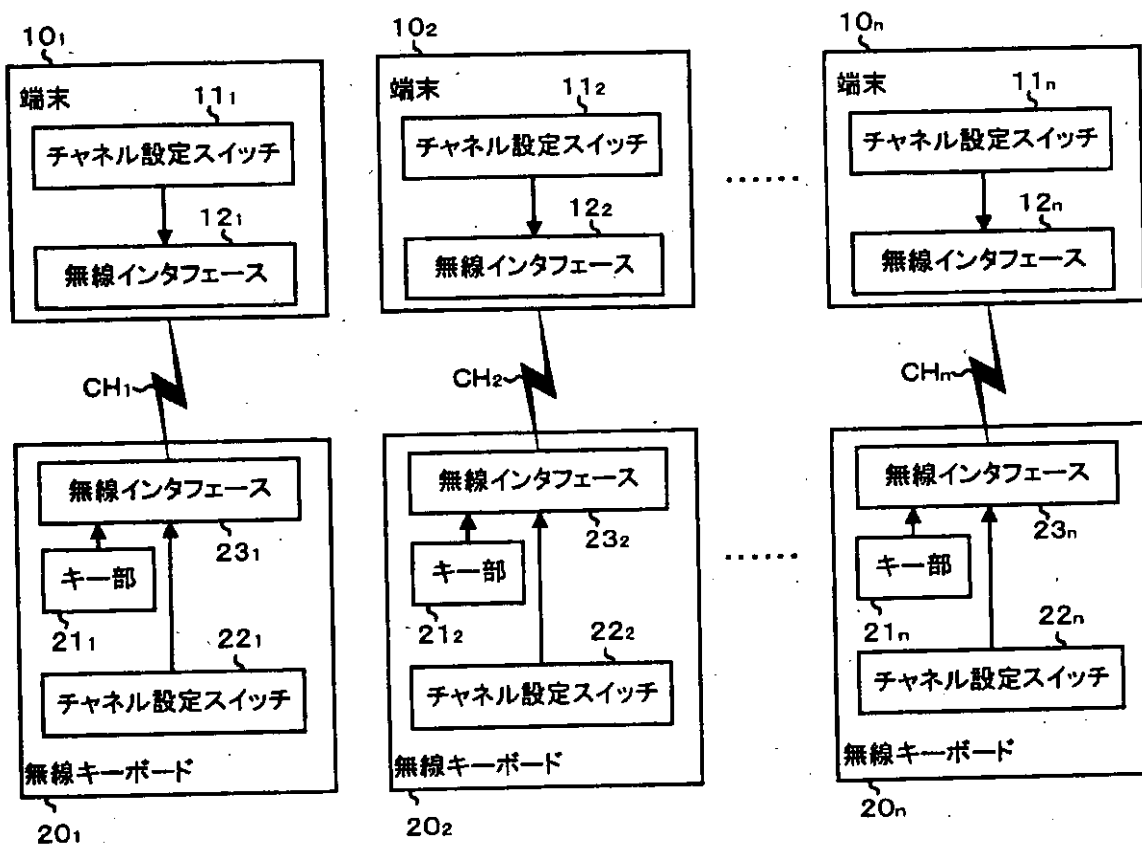 10₁
端末
11₁
チャネル設定スイッチ
12₁
無線インタフェース
CH₁
無線インタフェース
23₁
キー部
21₁
22₁
チャネル設定スイッチ
無線キーボード
20₁
10₂
端末
11₂
チャネル設定スイッチ
12₂
無線インタフェース
CH₂
無線インタフェース
23₂
キー部
21₂
22₂
チャネル設定スイッチ
無線キーボード
20₂
……
……
10ₙ
端末
11ₙ
チャネル設定スイッチ
12ₙ
無線インタフェース
CHₙ
無線インタフェース
23ₙ
キー部
21ₙ
22ₙ
チャネル設定スイッチ
無線キーボード
20ₙ